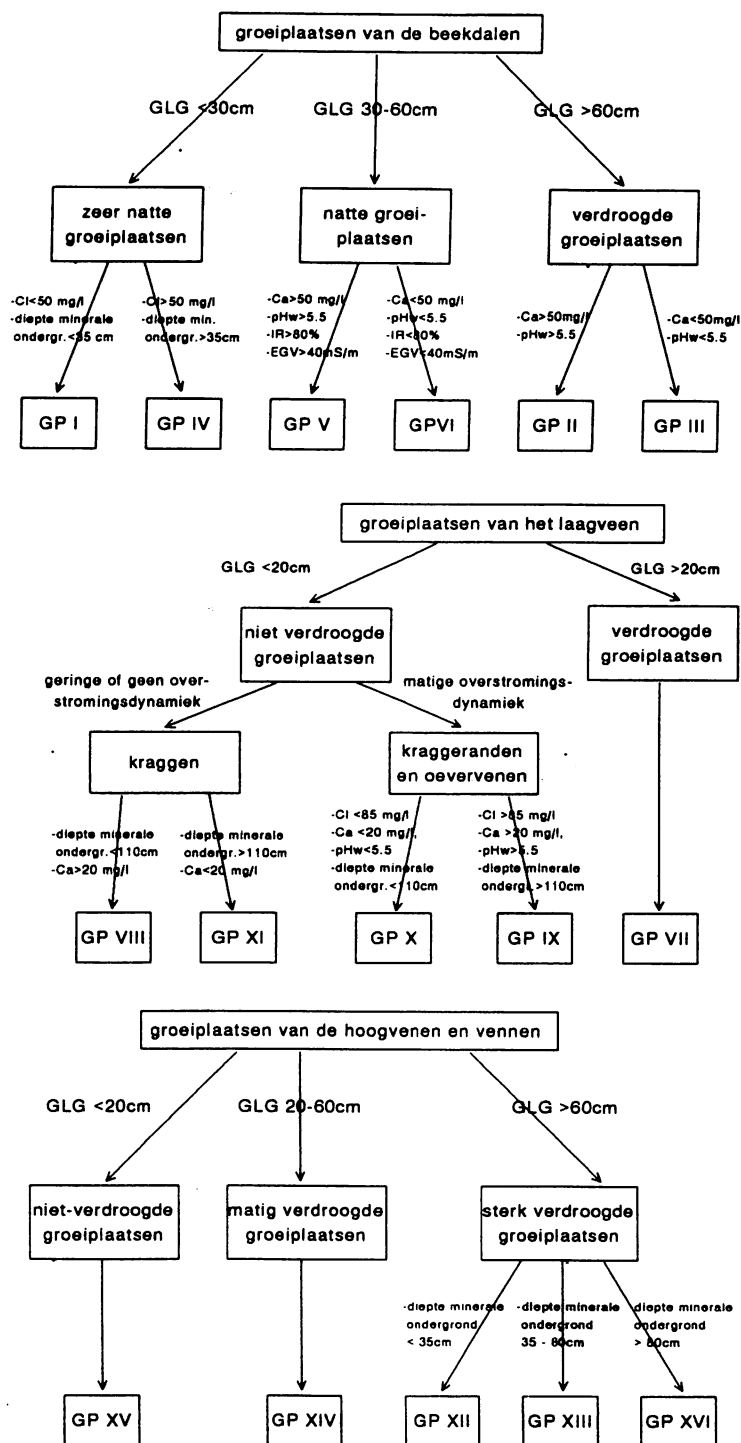 groeiplaatsen van de beekdalen
GLG <30cm
GLG 30-60cm
GLG >60cm
zeer natte
groeiplaatsen
natte groei-
plaatsen
verdroogde
groeiplaatsen
-Cl<50 mg/l
-diepte minerale
ondergr.<35 cm
-Cl>50 mg/l
-diepte min.
ondergr.>35cm
-Ca>50 mg/l
-pHw>5.5
-IR>80%
-EGV>40mS/m
-Ca<50 mg/l
-pHw<5.5
-IR<80%
-EGV<40mS/m
-Ca>50mg/l
-pHw>5.5
-Ca<50mg/l
-pHw<5.5
GP I
GP IV
GP V
GPVI
GP II
GP III
groeiplaatsen van het laagveen
GLG <20cm
GLG >20cm
niet verdroogde
groeiplaatsen
verdroogde
groeiplaatsen
geringe of geen over-
stromingsdynamiek
matige overstromings-
dynamiek
kraggen
kraggeranden
en oevervenen
-diepte minerale
ondergr.<110cm
-Ca>20 mg/l
-diepte minerale
ondergr.>110cm
-Ca<20 mg/l
-Cl <85 mg/l
-Ca <20 mg/l,
-pHw<5.5
-diepte minerale
ondergr.<110cm
-Cl >85 mg/l
-Ca >20 mg/l,
-pHw>5.5
-diepte minerale
ondergr.>110cm
GP VIII
GP XI
GP X
GP IX
GP VII
groeiplaatsen van de hoogvenen en vennen
GLG <20cm
GLG 20-60cm
GLG >60cm
niet-verdroogde
groeiplaatsen
matig verdroogde
groeiplaatsen
sterk verdroogde
groeiplaatsen
-diepte minerale
ondergrond
< 35cm
-diepte minerale
ondergrond
35 - 80cm
diepte minerale
ondergrond
> 80cm
GP XV
GP XIV
GP XII
GP XIII
GP XVI